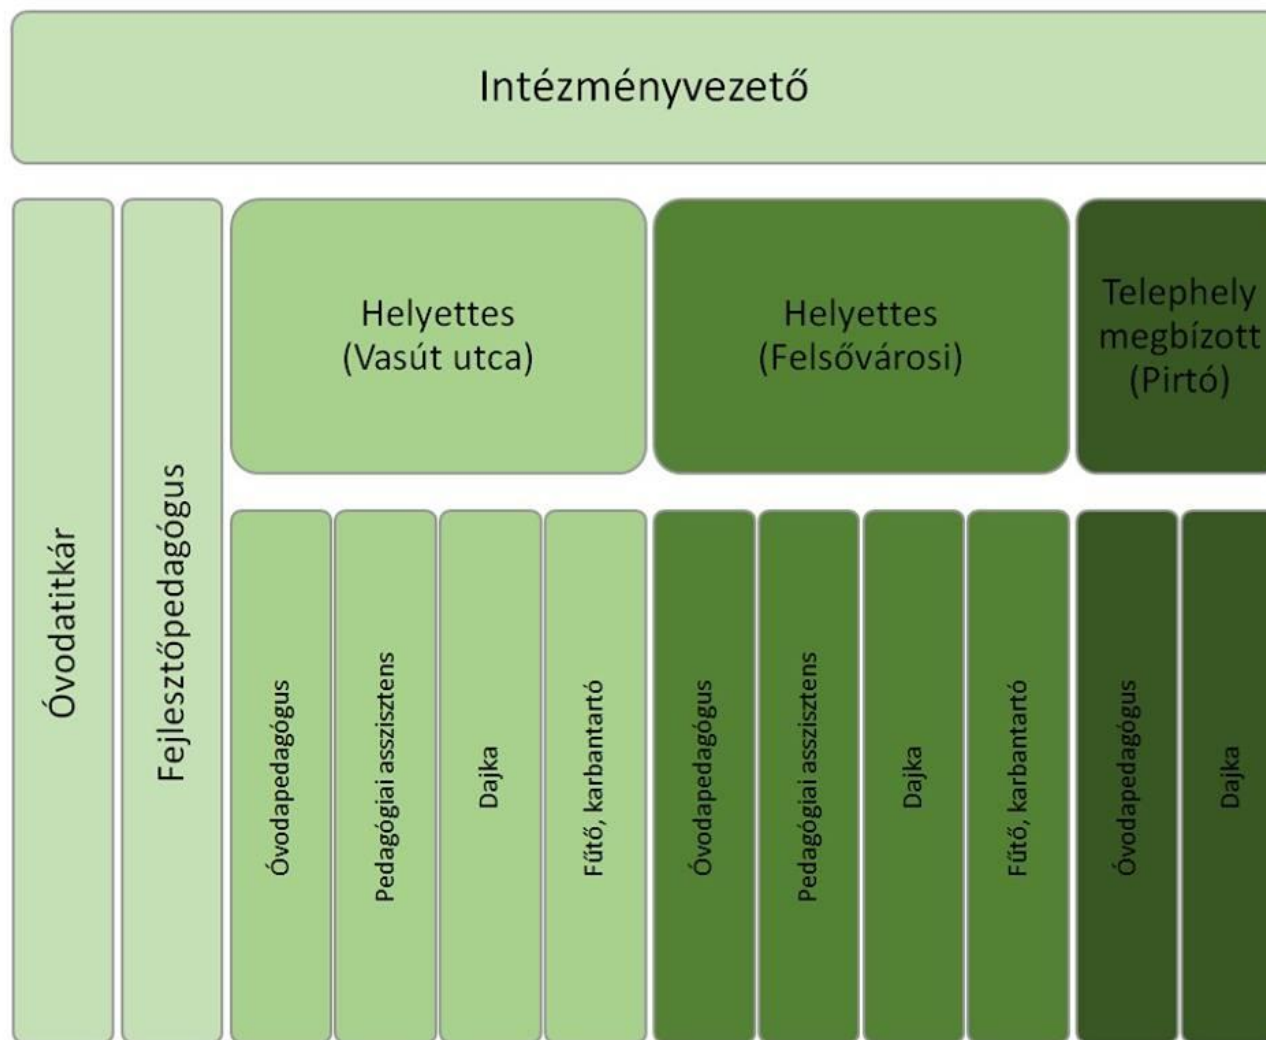 Intézményvezető
Óvodatitkár
Fejlesztőpedagógus
Helyettes
(Vasút utca)
Óvodapedagógus
Pedagógiai asszisztens
Dajka
Fűtő, karbantartó
Helyettes
(Felsővárosi)
Óvodapedagógus
Pedagógiai asszisztens
Dajka
Fűtő, karbantartó
Telephely
megbízott
(Pirtó)
Óvodapedagógus
Dajka